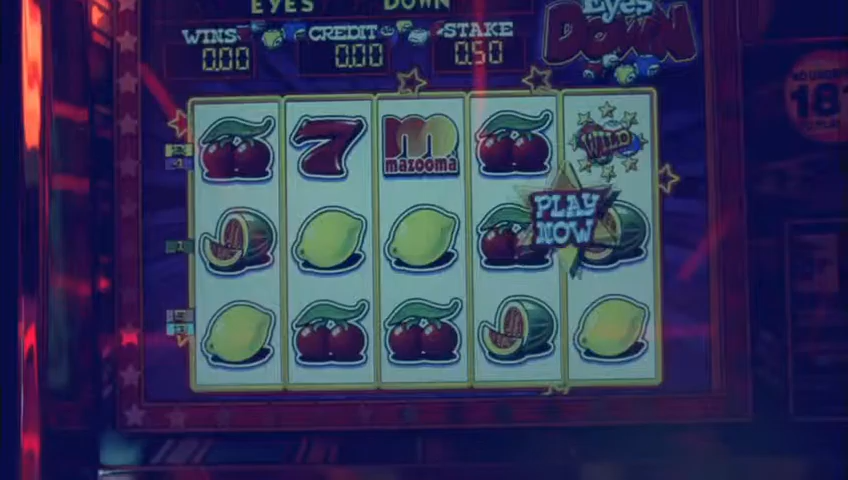 EYES DOWN
WINS CREDIT STAKE
0.00 0.00 0.50
Eyes
DOWN
18
mazooma
WILD
PLAY
NOW